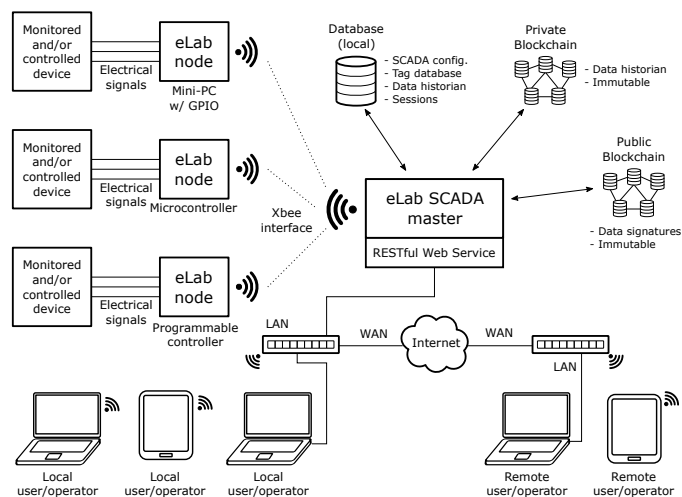 Monitored
and/or
controlled
device
Electrical
signals
eLab
node
Mini-PC
w/ GPIO
Database
(local)
- SCADA config.
- Tag database
- Data historian
- Sessions
Private
Blockchain
- Data historian
- Immutable
Monitored
and/or
controlled
device
Electrical
signals
eLab
node
Microcontroller
Xbee
interface
eLab SCADA
master
RESTful Web Service
Public
Blockchain
- Data signatures
- Immutable
Monitored
and/or
controlled
device
Electrical
signals
eLab
node
Programmable
controller
LAN
WAN
Internet
WAN
LAN
Local
user/operator
Local
user/operator
Local
user/operator
Remote
user/operator
Remote
user/operator